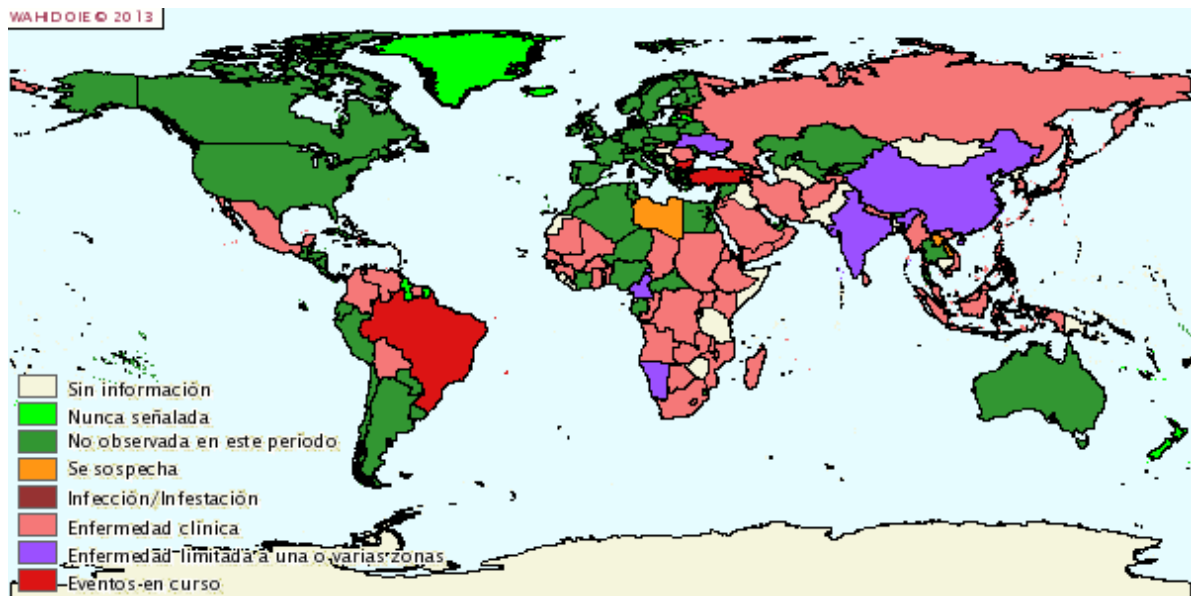 WAHIDOIE © 2013
Sin información
Nunca señalada
No observada en este período
Se sospecha
Infección/Infestación
Enfermedad clínica
Enfermedad limitada a una o varias zonas
Eventos en curso